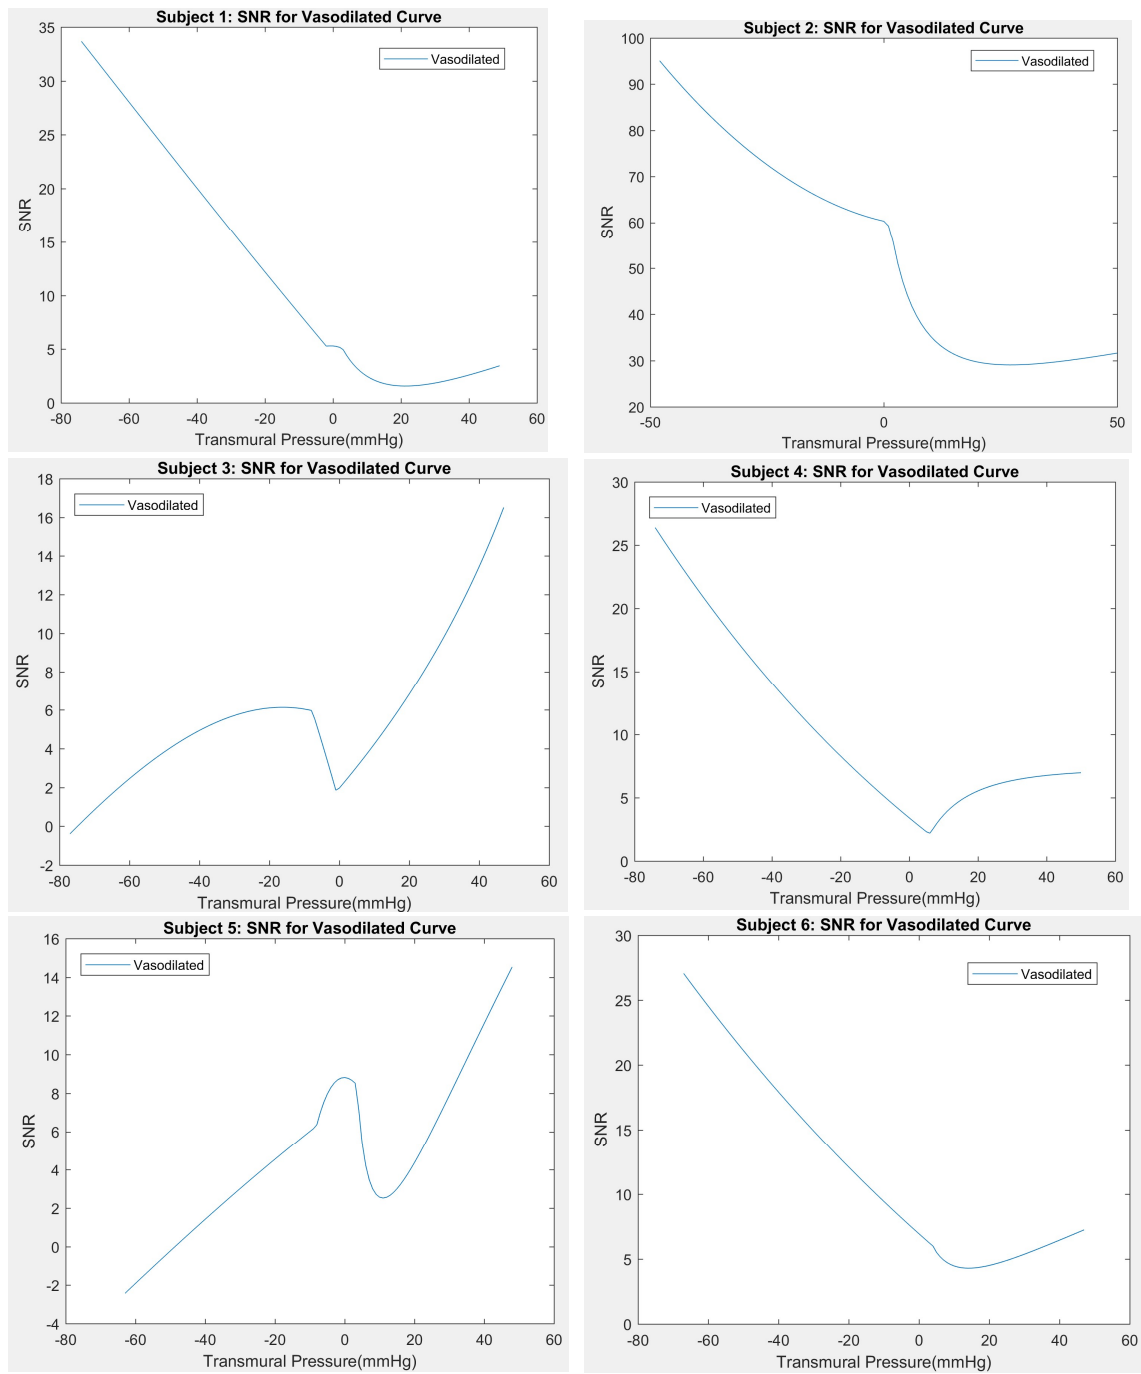 Subject 1: SNR for Vasodilated Curve
35
30
25
20
15
10
5
0
SNR
Vasodilated
-80 -60 -40 -20 0 20 40 60
Transmural Pressure(mmHg)
Subject 2: SNR for Vasodilated Curve
100
90
80
70
60
50
40
30
20
SNR
Vasodilated
-50 0 50
Transmural Pressure(mmHg)
Subject 3: SNR for Vasodilated Curve
18
16
14
12
10
8
6
4
2
0
-2
SNR
Vasodilated
-80 -60 -40 -20 0 20 40 60
Transmural Pressure(mmHg)
Subject 4: SNR for Vasodilated Curve
30
25
20
15
10
5
0
SNR
Vasodilated
-80 -60 -40 -20 0 20 40 60
Transmural Pressure(mmHg)
Subject 5: SNR for Vasodilated Curve
16
14
12
10
8
6
4
2
0
-2
-4
SNR
Vasodilated
-80 -60 -40 -20 0 20 40 60
Transmural Pressure(mmHg)
Subject 6: SNR for Vasodilated Curve
30
25
20
15
10
5
0
SNR
Vasodilated
-80 -60 -40 -20 0 20 40 60
Transmural Pressure(mmHg)